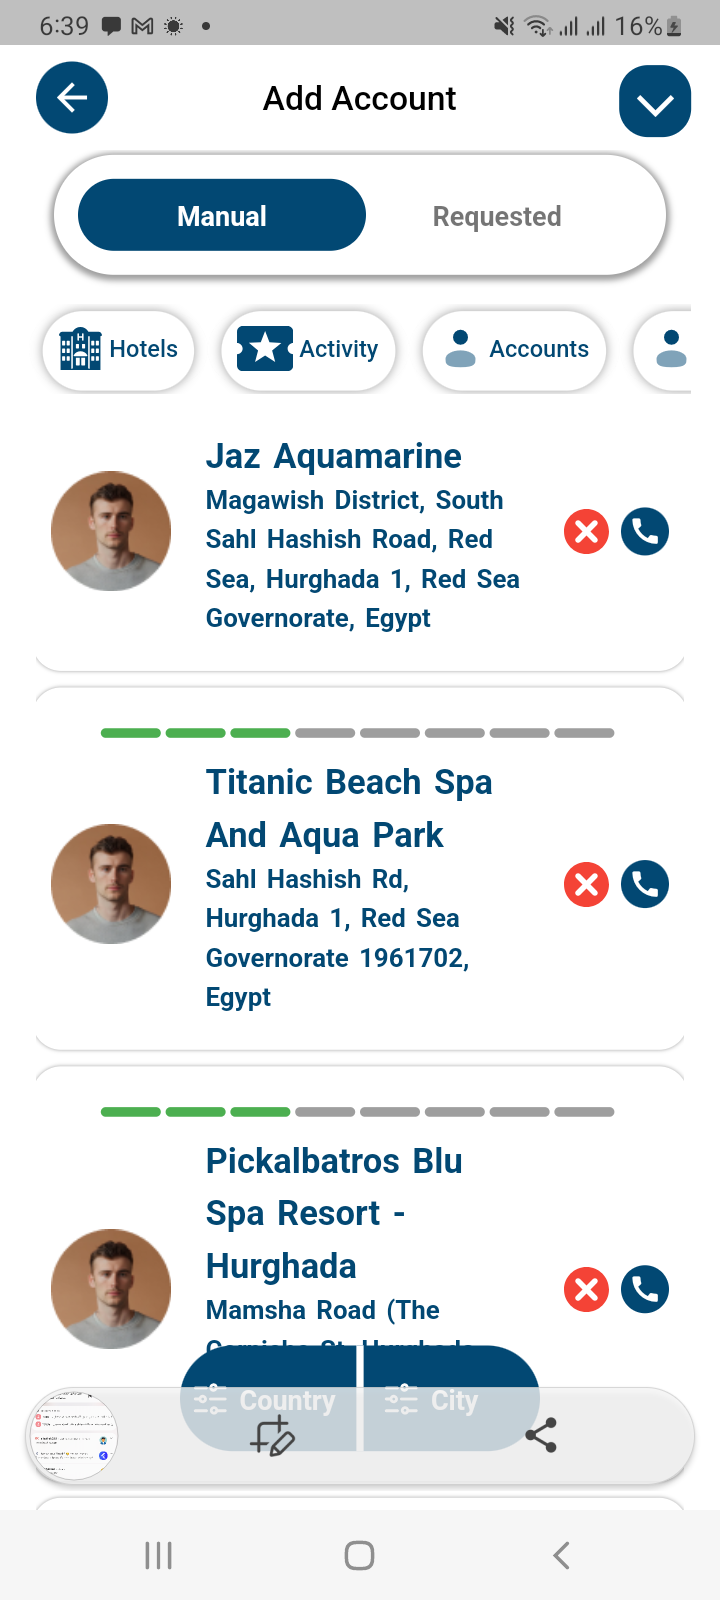 6:39
16%
Add Account
Manual
Requested
Hotels
Activity
Accounts
Jaz Aquamarine
Magawish District, South
Sahl Hashish Road, Red
Sea, Hurghada 1, Red Sea
Governorate, Egypt
Titanic Beach Spa
And Aqua Park
Sahl Hashish Rd,
Hurghada 1, Red Sea
Governorate 1961702,
Egypt
Pickalbatros Blu
Spa Resort -
Hurghada
Mamsha Road (The
Country
City